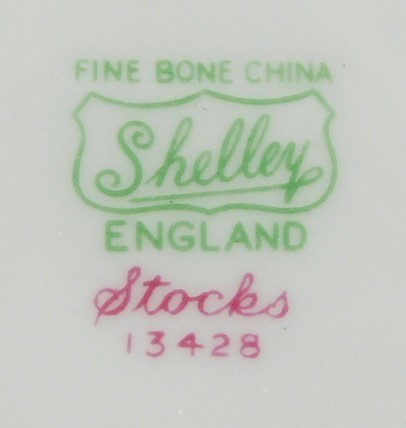 FINE BONE CHINA
Shelley
ENGLAND
Stocks
13428